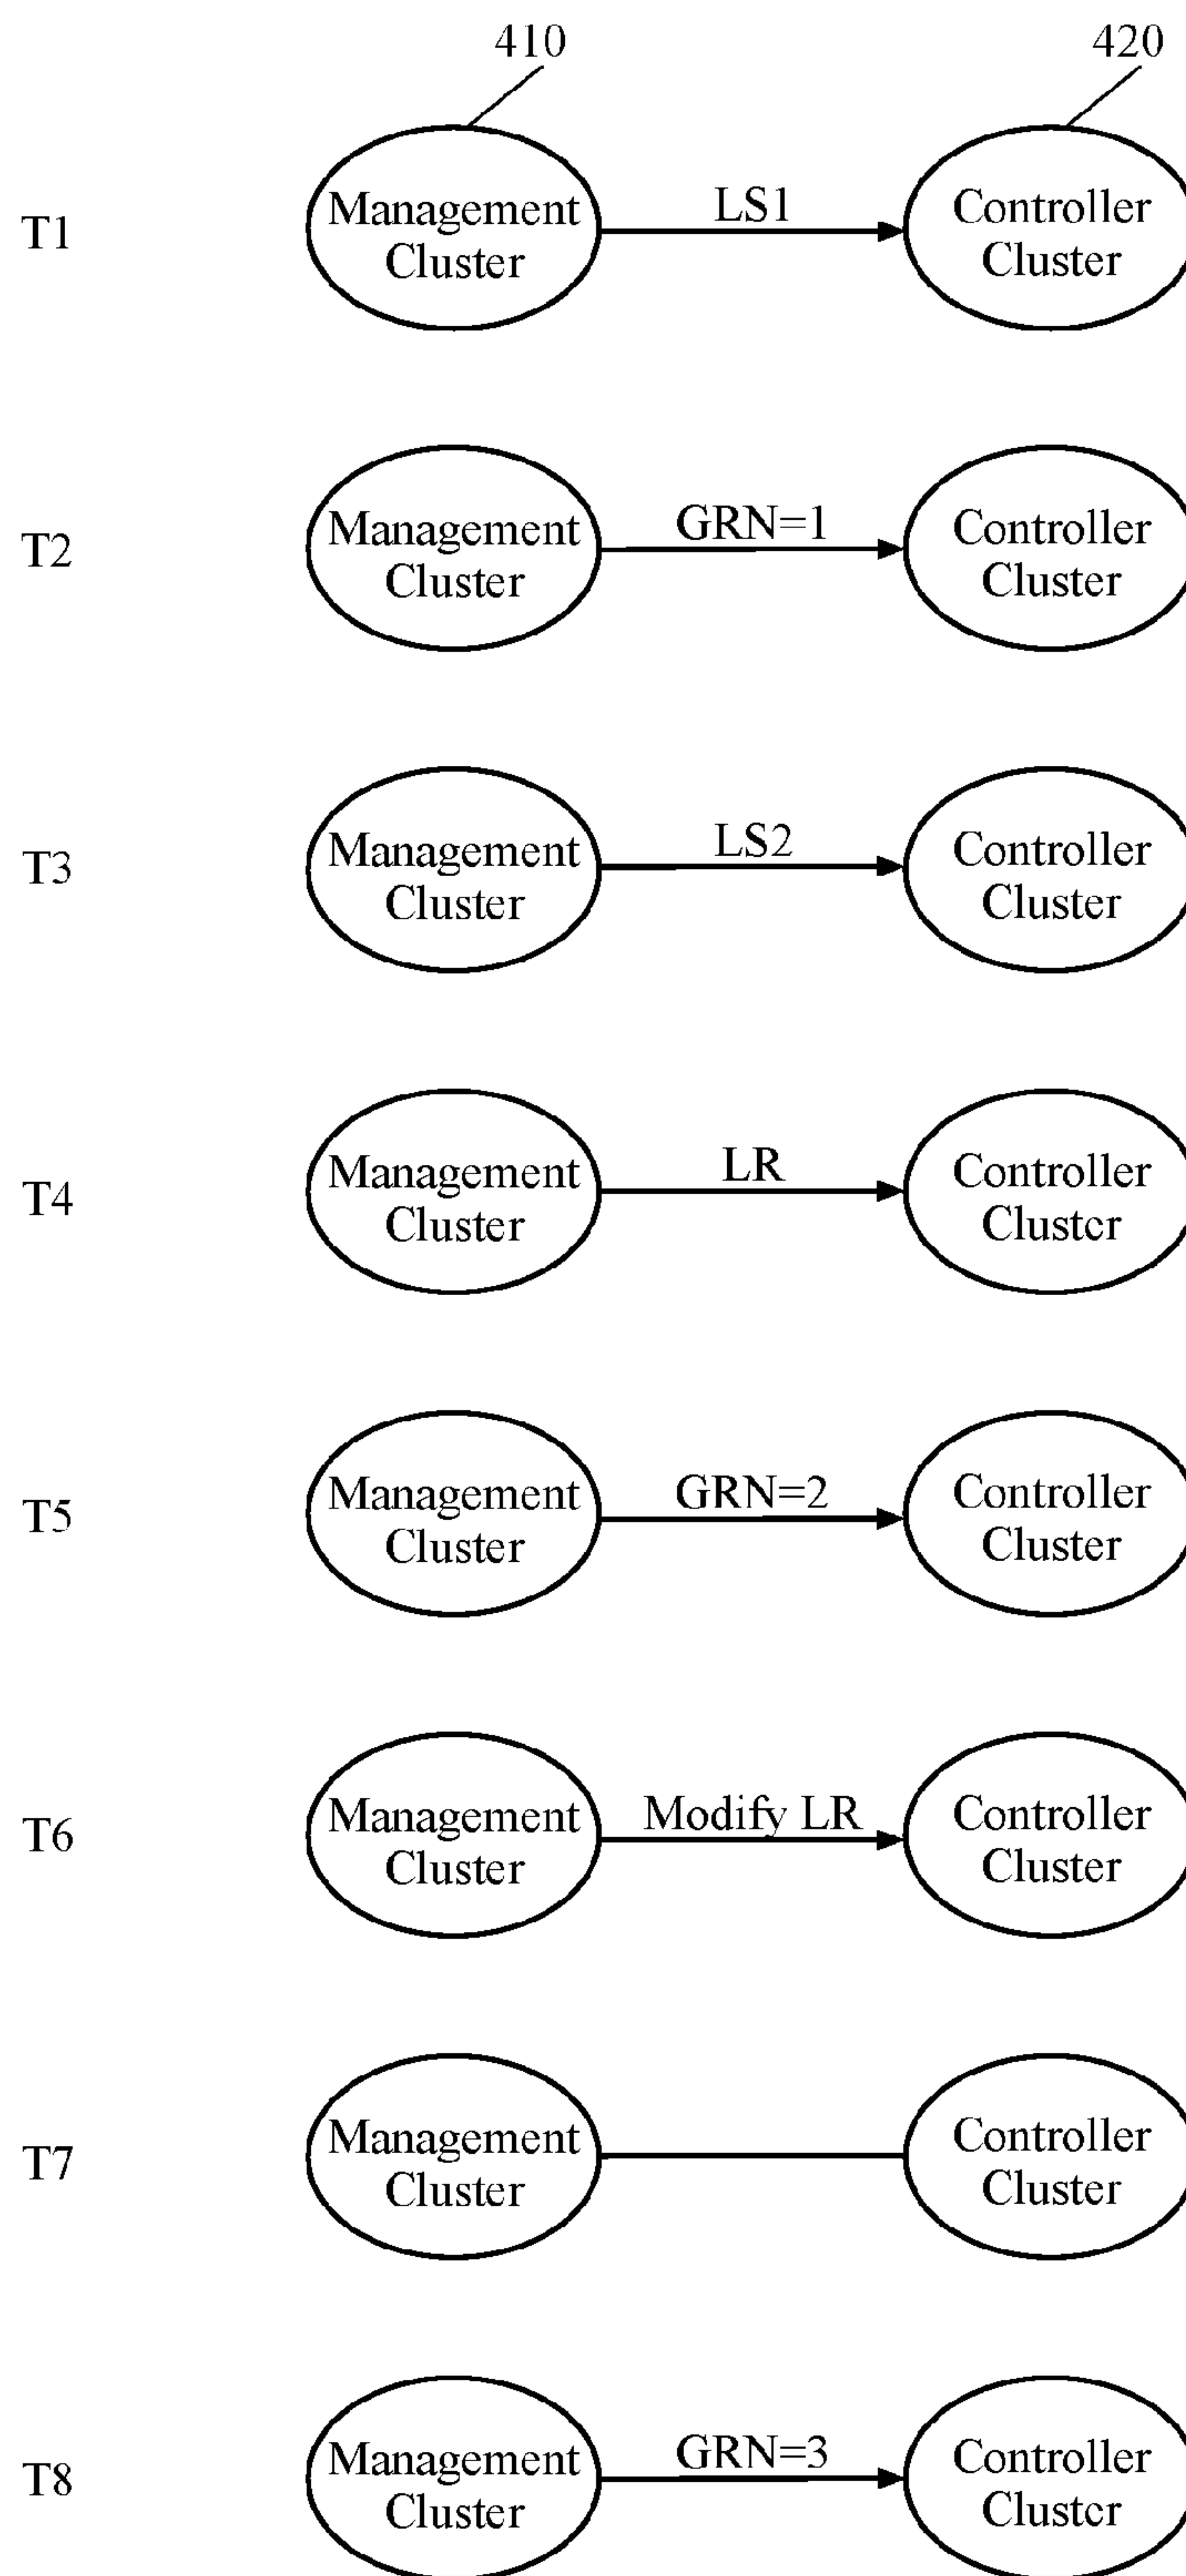 410
420
T1
Management
Cluster
LS1
Controller
Cluster
T2
Management
Cluster
GRN=1
Controller
Cluster
T3
Management
Cluster
LS2
Controller
Cluster
T4
Management
Cluster
LR
Controller
Cluster
T5
Management
Cluster
GRN=2
Controller
Cluster
T6
Management
Cluster
Modify LR
Controller
Cluster
T7
Management
Cluster
Controller
Cluster
T8
Management
Cluster
GRN=3
Controller
Cluster